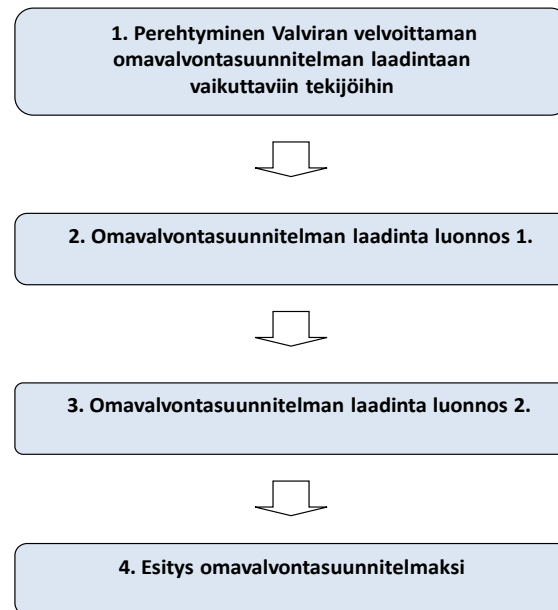 1. Perehtyminen Valviran velvoittaman
omavalvontasuunnitelman laadintaan
vaikuttaviin tekijöihin
2. Omavalvontasuunnitelman laadinta luonnos 1.
3. Omavalvontasuunnitelman laadinta luonnos 2.
4. Esitys omavalvontasuunnitelmaksi